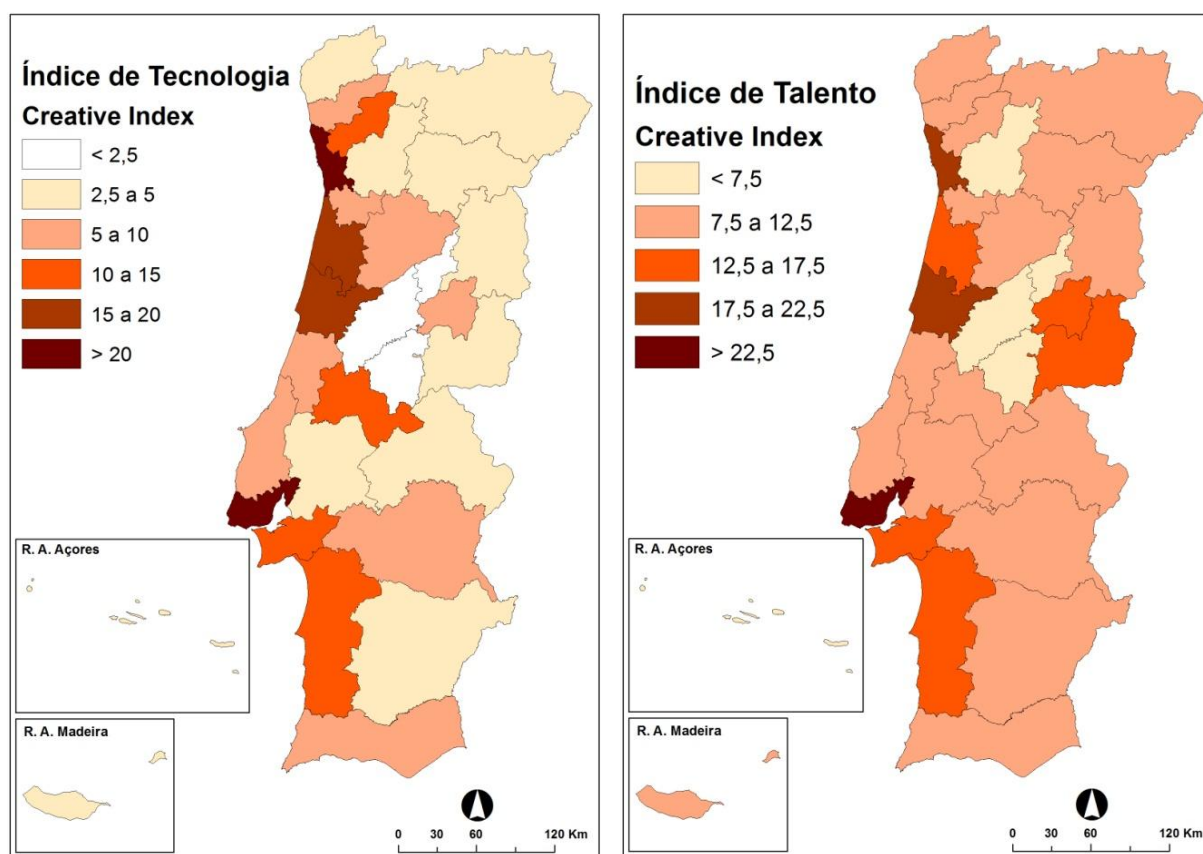 Índice de Tecnologia
Creative Index
< 2,5
2,5 a 5
5 a 10
10 a 15
15 a 20
> 20
R. A. Açores
R. A. Madeira
0 30 60 120 Km
Índice de Talento
Creative Index
< 7,5
7,5 a 12,5
12,5 a 17,5
17,5 a 22,5
> 22,5
R. A. Açores
R. A. Madeira
0 30 60 120 Km